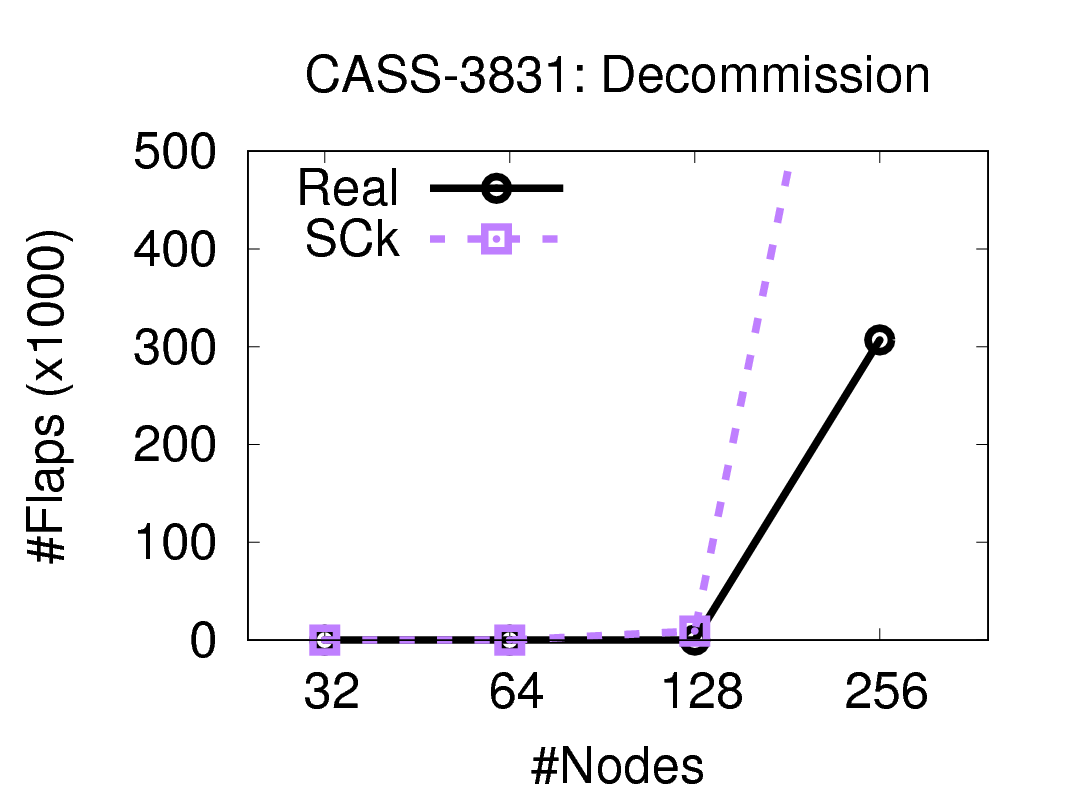 CASS-3831: Decommission
500
400
300
200
100
0
#Flaps (x1000)
Real
SCk
32 64 128 256
#Nodes